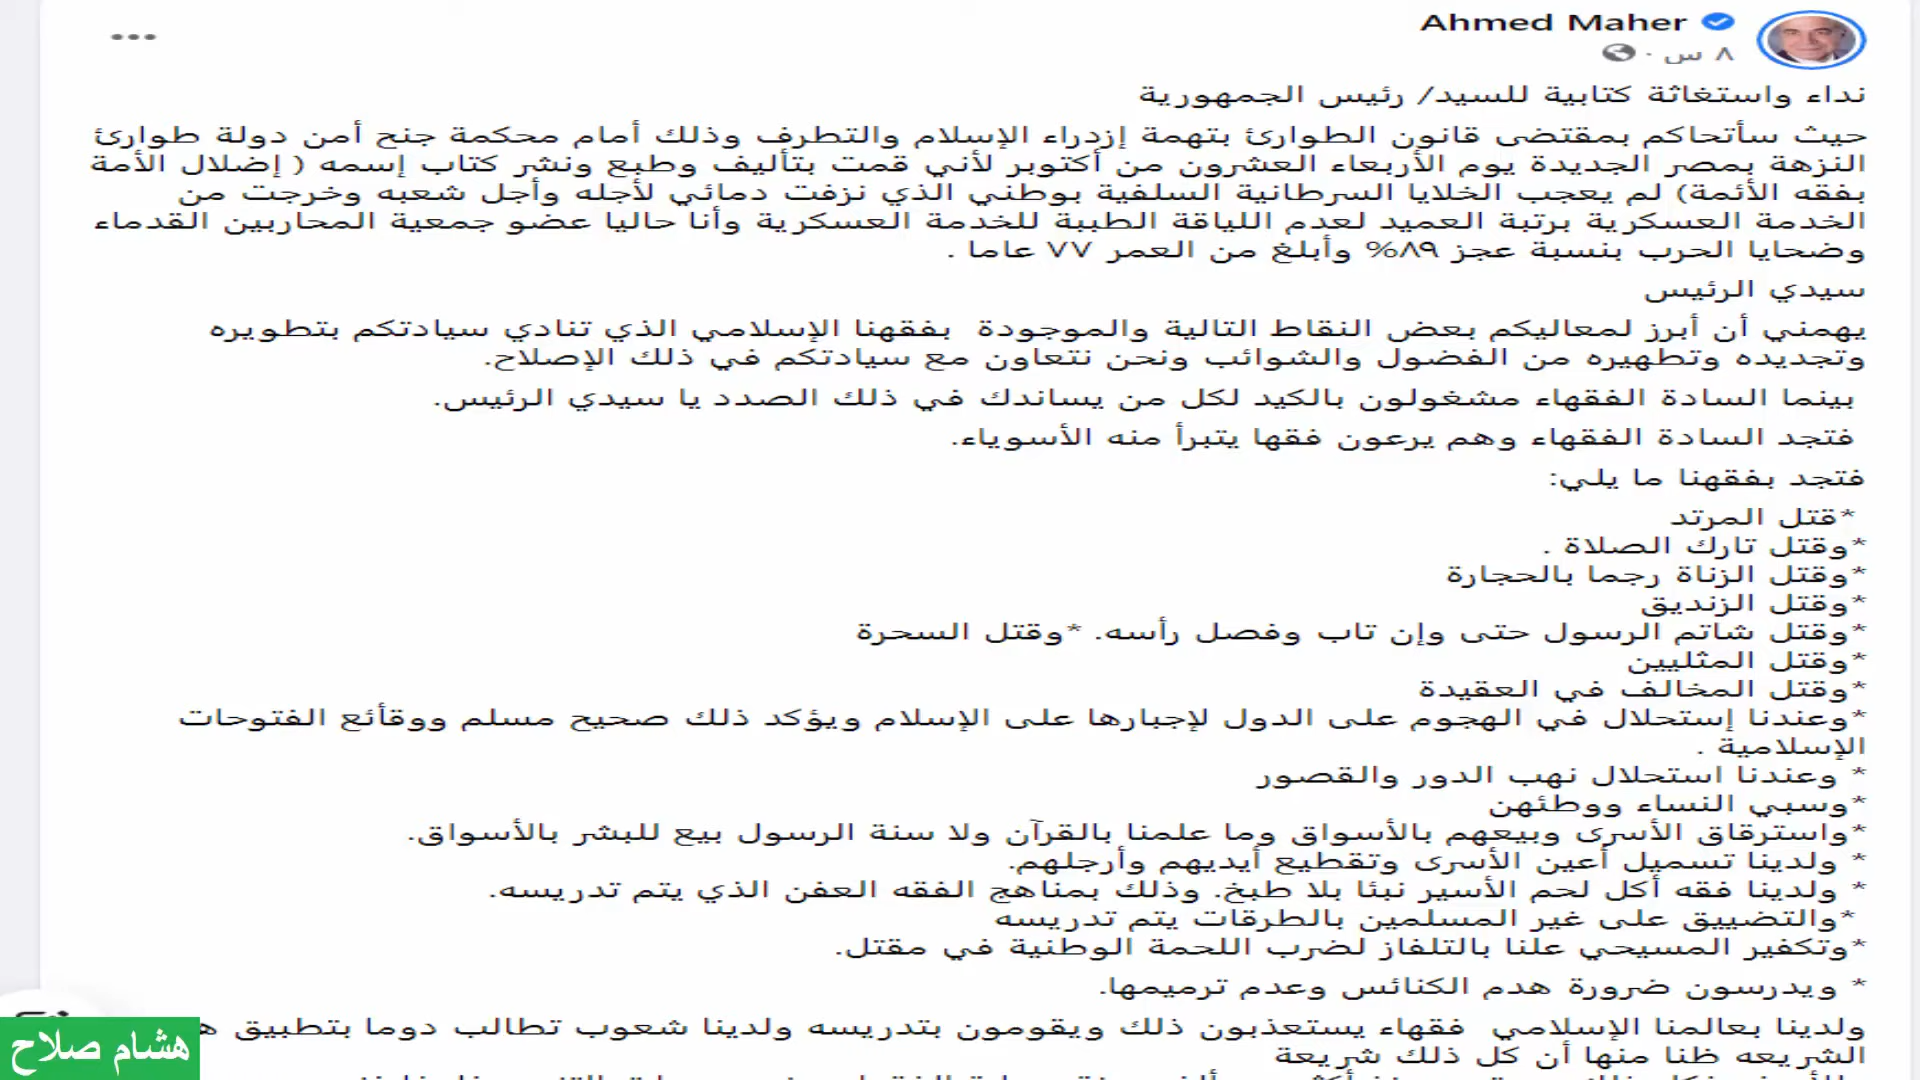 Ahmed Maher
٨ س ·
نداء واستغاثة كتابية للسيد/ رئيس الجمهورية
حيث سأتحاكم بمقتضى قانون الطوارئ بتهمة إزدراء الإسلام والتطرف وذلك أمام محكمة جنح أمن دولة طوارئ
النزهة بمصر الجديدة يوم الأربعاء العشرون من أكتوبر لأني قمت بتأليف وطبع ونشر كتاب إسمه ( إضلال الأمة
بفقه الأئمة) لم يعجب الخلايا السرطانية السلفية بوطني الذي نزفت دمائي لأجله وأجل شعبه وخرجت من
الخدمة العسكرية برتبة العميد لعدم اللياقة الطببة للخدمة العسكرية وأنا حاليا عضو جمعية المحاربين القدماء
وضحايا الحرب بنسبة عجز ٨٩% وأبلغ من العمر ٧٧ عاما .
سيدي الرئيس
يهمني أن أبرز لمعاليكم بعض النقاط التالية والموجودة بفقهنا الإسلامي الذي تنادي سيادتكم بتطويره
وتجديده وتطهيره من الفضول والشوائب ونحن نتعاون مع سيادتكم في ذلك الإصلاح.
بينما السادة الفقهاء مشغولون بالكيد لكل من يساندك في ذلك الصدد يا سيدي الرئيس.
فتجد السادة الفقهاء وهم يرعون فقها يتبرأ منه الأسوياء.
فتجد بفقهنا ما يلي:
*قتل المرتد
*وقتل تارك الصلاة .
*وقتل الزناة رجما بالحجارة
*وقتل الزنديق
*وقتل شاتم الرسول حتى وإن تاب وفصل رأسه. *وقتل السحرة
*وقتل المثليين
*وقتل المخالف في العقيدة
*وعندنا إستحلال في الهجوم على الدول لإجبارها على الإسلام ويؤكد ذلك صحيح مسلم ووقأئع الفتوحات
الإسلامية .
* وعندنا استحلال نهب الدور والقصور
*وسبي النساء ووطئهن
*واسترقاق الأسرى وبيعهم بالأسواق وما علمنا بالقرآن ولا سنة الرسول بيع للبشر بالأسواق.
* ولدينا تسميل أعين الأسرى وتقطيع أيديهم وأرجلهم.
* ولدينا فقه أكل لحم الأسير نبئا بلا طبخ. وذلك بمناهج الفقه العفن الذي يتم تدريسه.
*والتضييق على غير المسلمين بالطرقات يتم تدريسه
*وتكفير المسيحي علنا بالتلفاز لضرب اللحمة الوطنية في مقتل.
* ويدرسون ضرورة هدم الكنائس وعدم ترميمها.
ولدينا بعالمنا الإسلامي فقهاء يستعذبون ذلك ويقومون بتدريسه ولدينا شعوب تطالب دوما بتطبيق
الشريعه ظنا منها أن كل ذلك شريعة
هشام صلاح